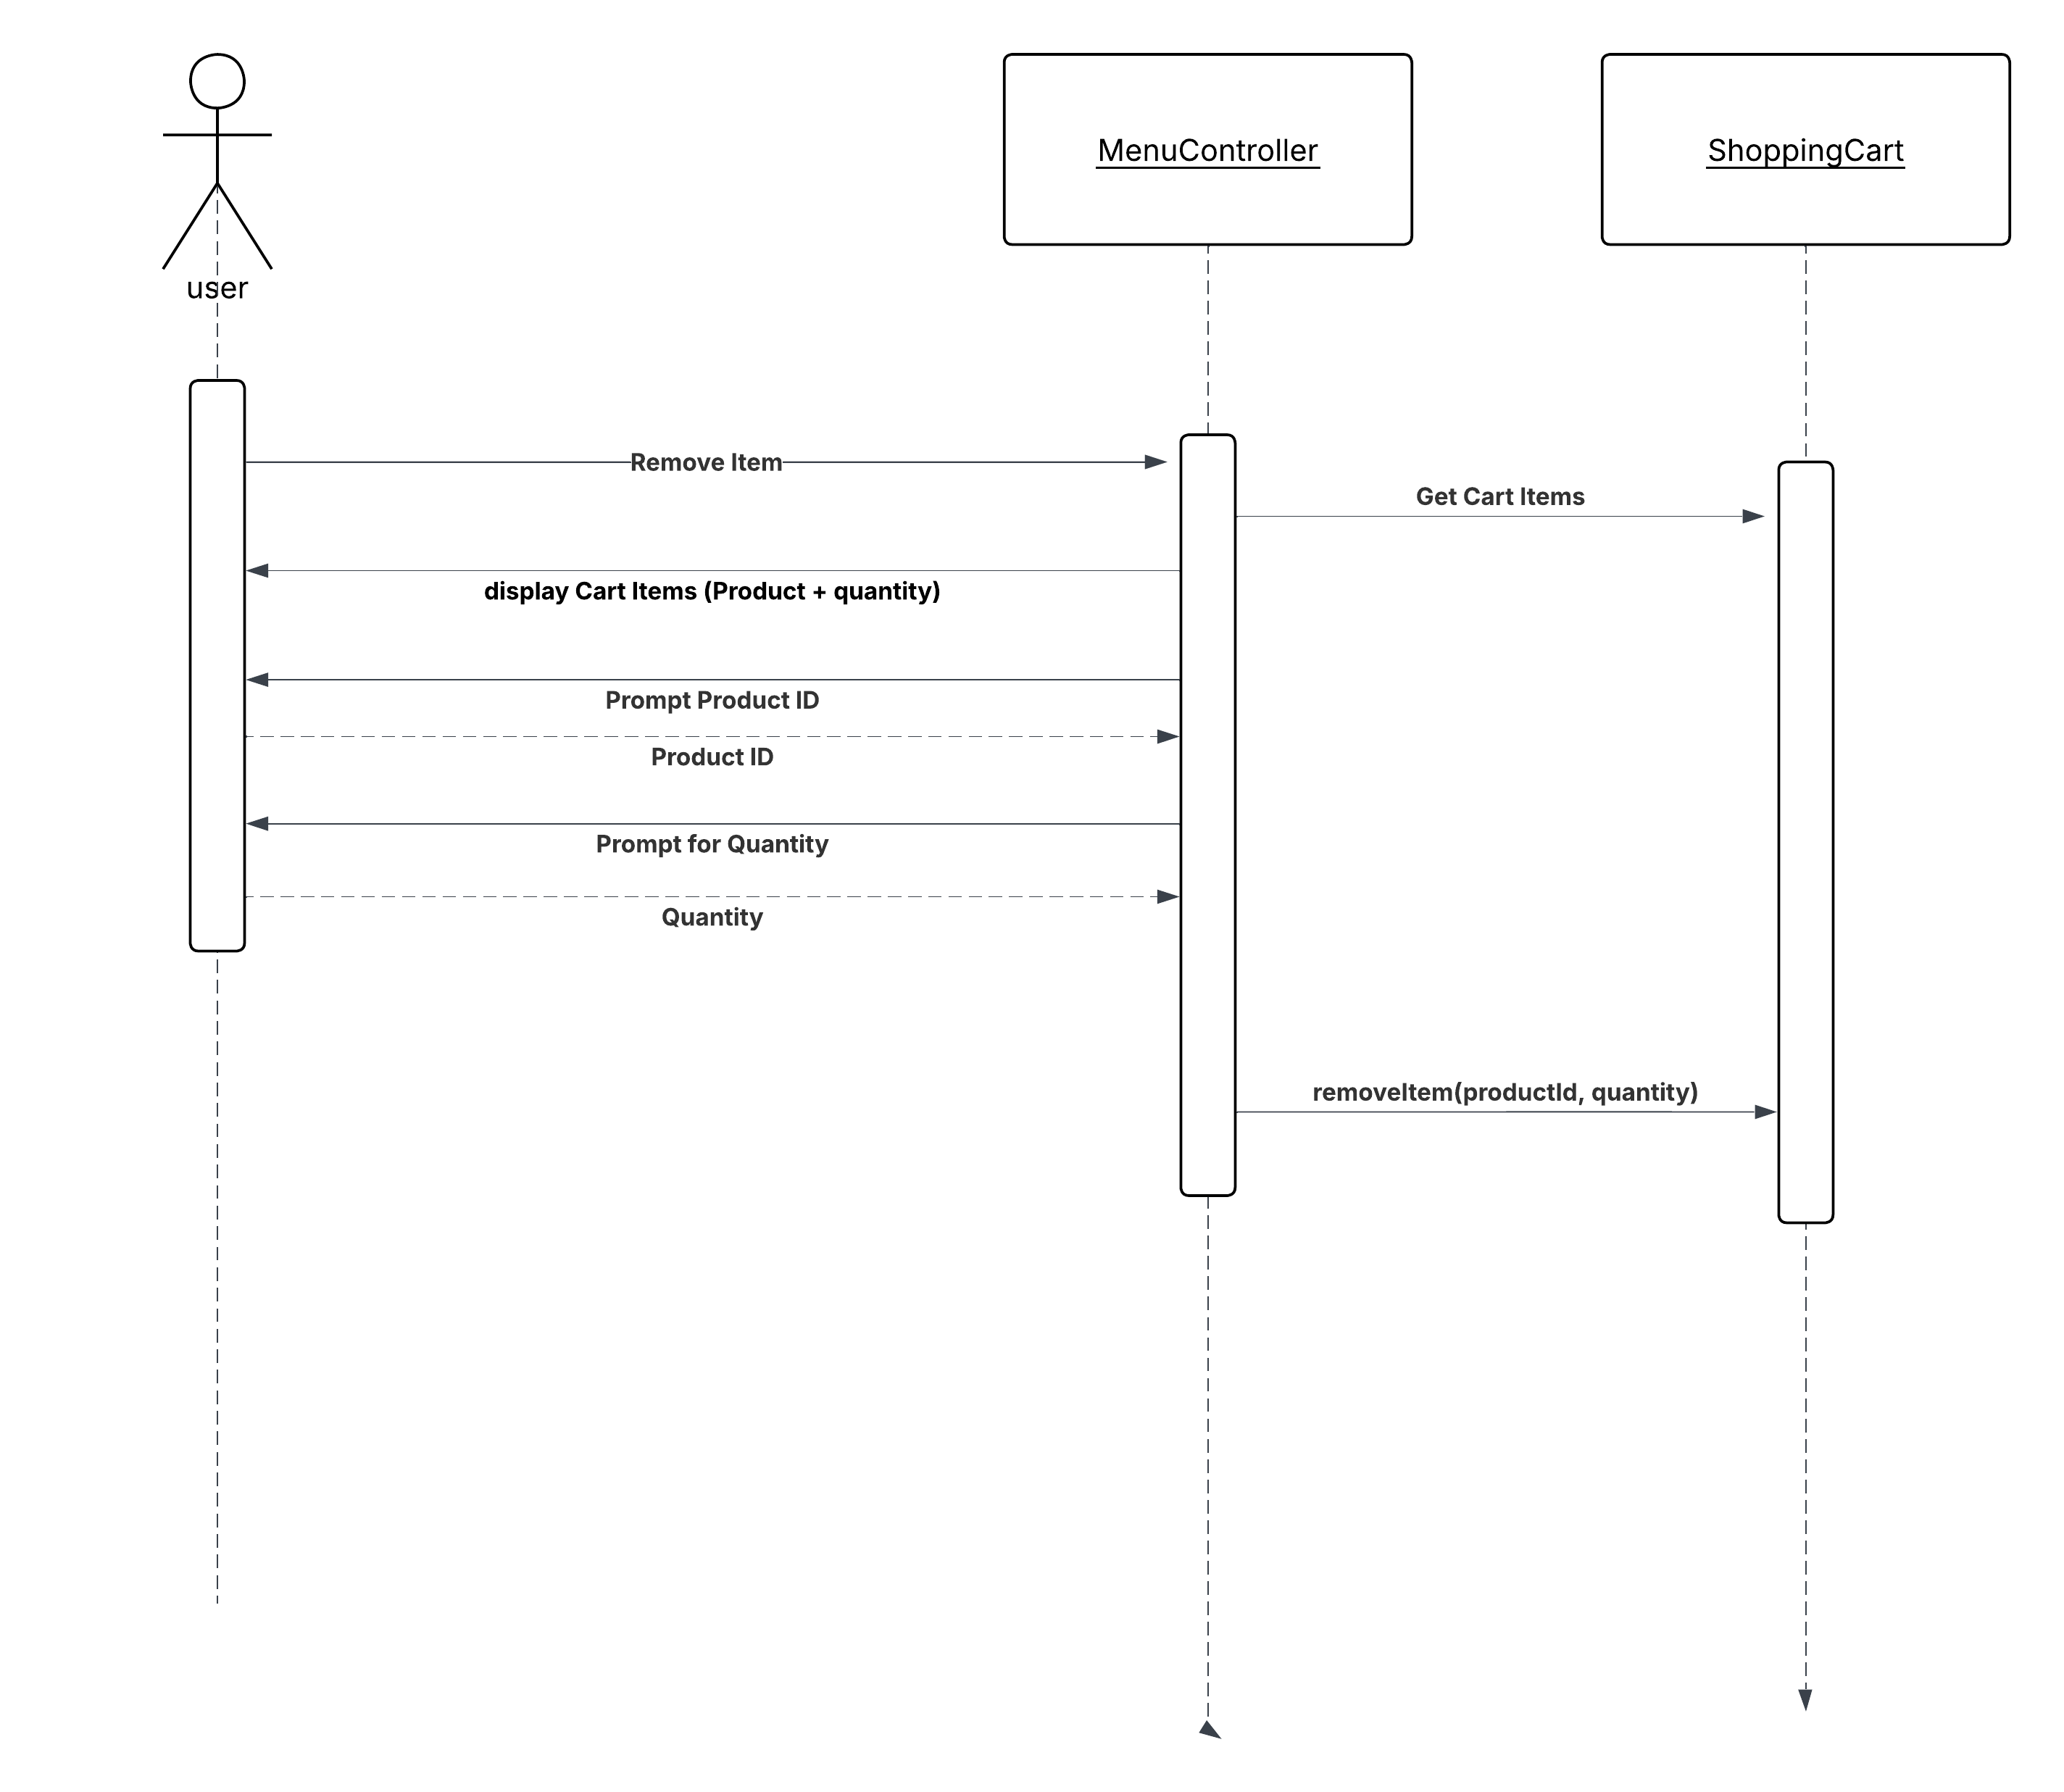 MenuController
ShoppingCart
user
Remove Item
Get Cart Items
display Cart Items (Product + quantity)
Prompt Product ID
Product ID
Prompt for Quantity
Quantity
removeItem(productId, quantity)